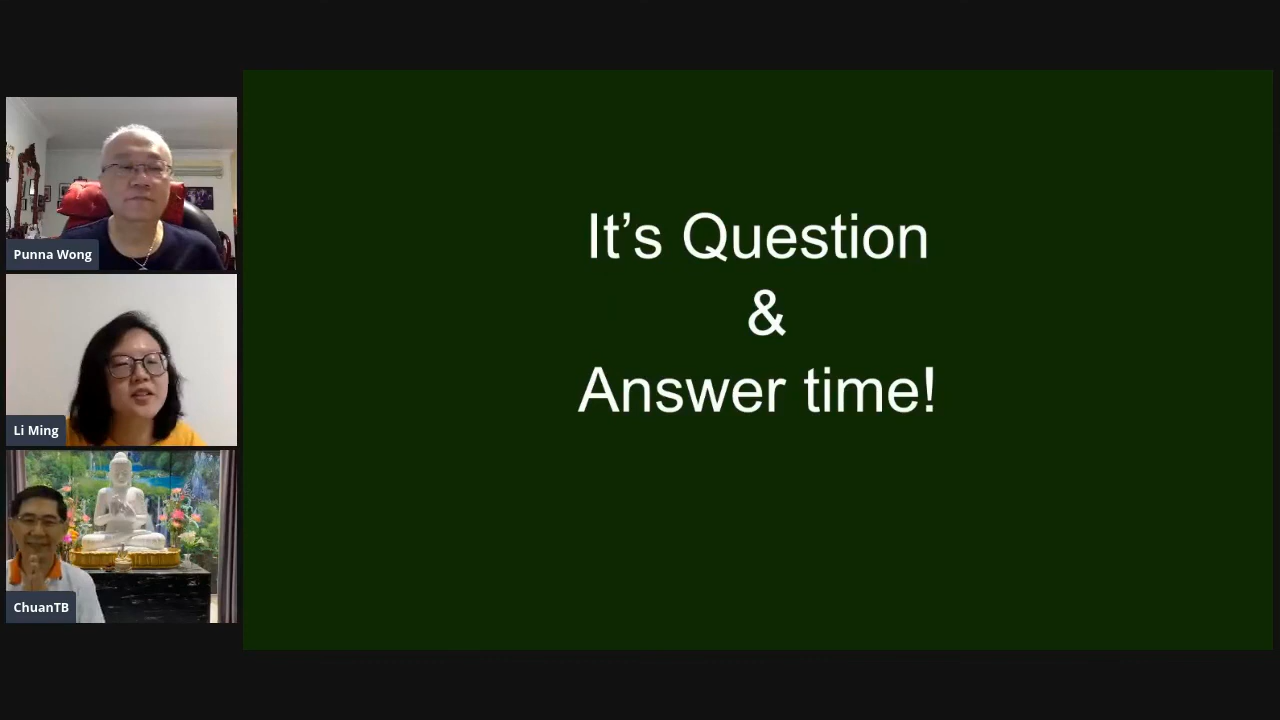 Punna Wong
Li Ming
ChuanTB
It’s Question
&
Answer time!